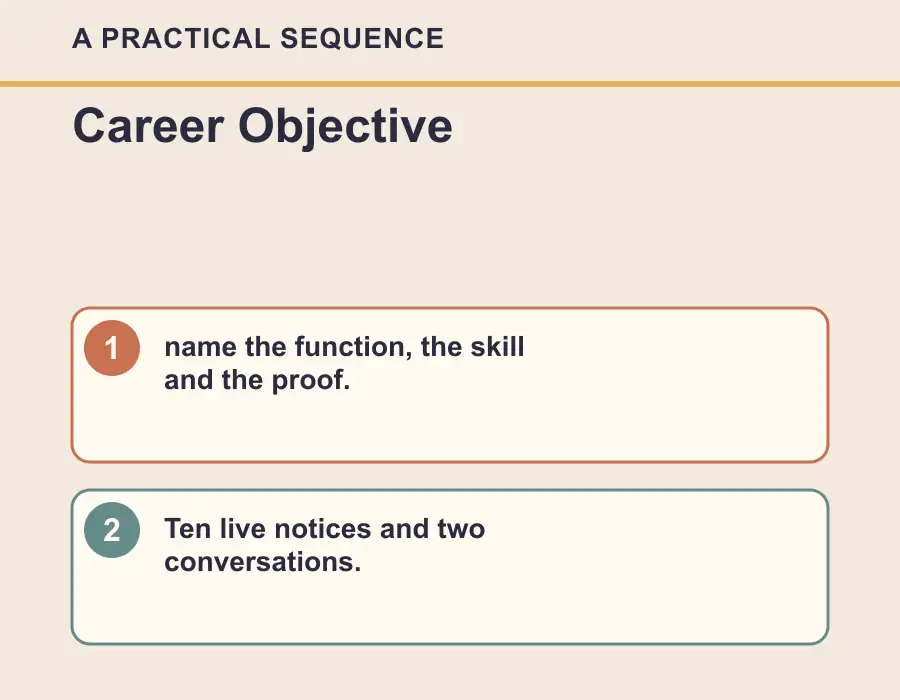 A PRACTICAL SEQUENCE
Career Objective
1
name the function, the skill
and the proof.
2
Ten live notices and two
conversations.